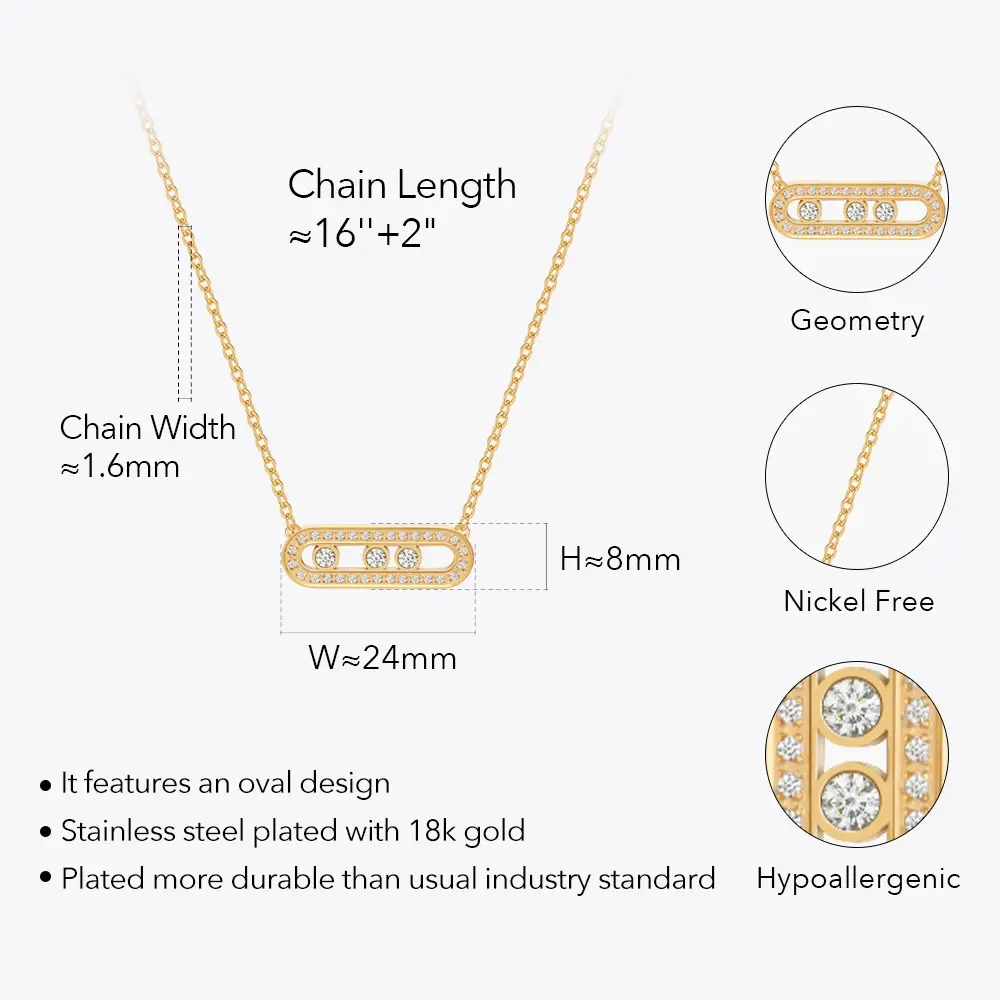 Chain Length
≈16''+2"
Geometry
Chain Width
≈1.6mm
H≈8mm
Nickel Free
W≈24mm
• It features an oval design
• Stainless steel plated with 18k gold
• Plated more durable than usual industry standard
Hypoallergenic